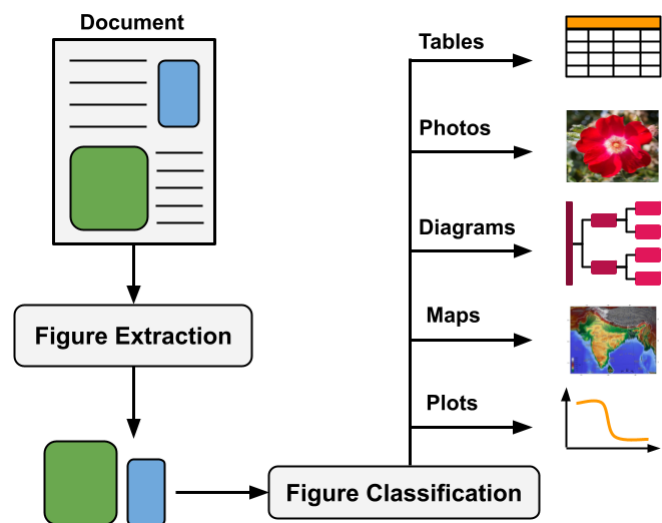 Document
Figure Extraction
Figure Classification
Tables
Photos
Diagrams
Maps
Plots